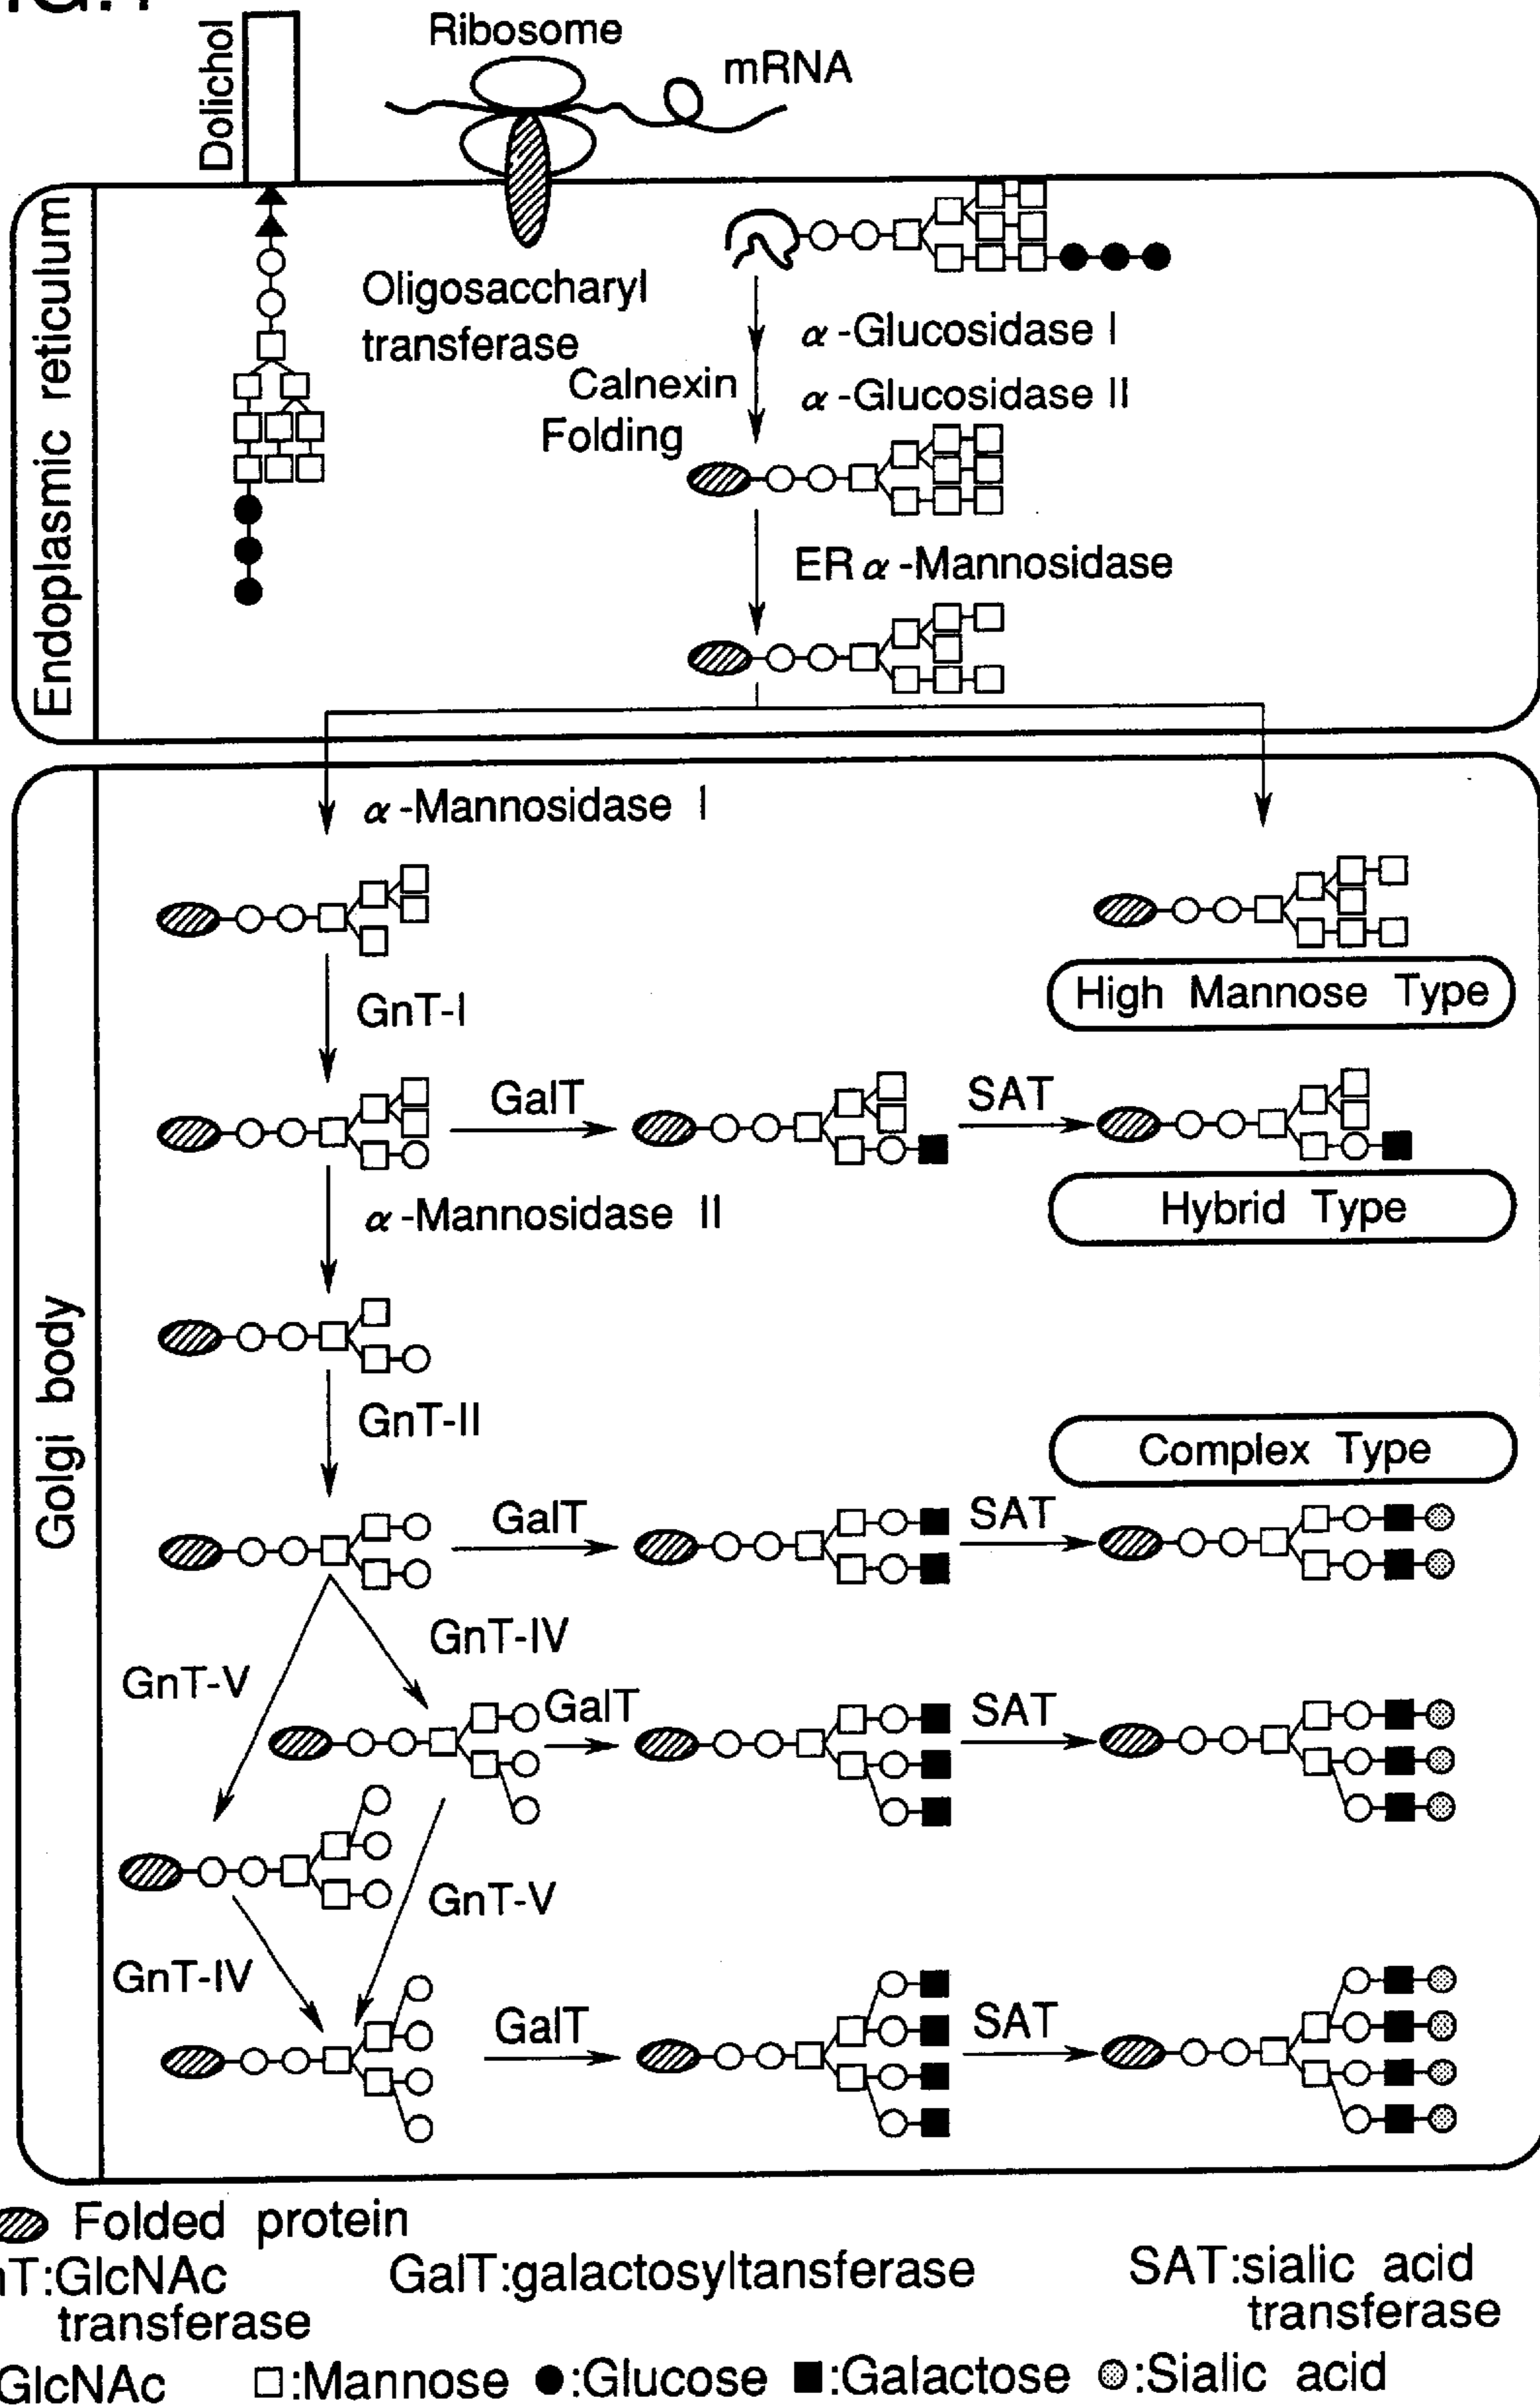 Dolichol
Ribosome
mRNA
Endoplasmic reticulum
Oligosaccharyl
transferase
α-Glucosidase I
Calnexin
α-Glucosidase II
Folding
ER α-Mannosidase
Golgi body
α-Mannosidase I
High Mannose Type
GnT-I
GalT
SAT
Hybrid Type
α-Mannosidase II
GnT-II
Complex Type
GalT
SAT
GnT-IV
GnT-V
GalT
SAT
GnT-V
GnT-IV
GalT
SAT
Folded protein
nT:GlcNAc
transferase
GalT:galactosyltansferase
SAT:sialic acid
transferase
GlcNAc □:Mannose ●:Glucose ■:Galactose :Sialic acid